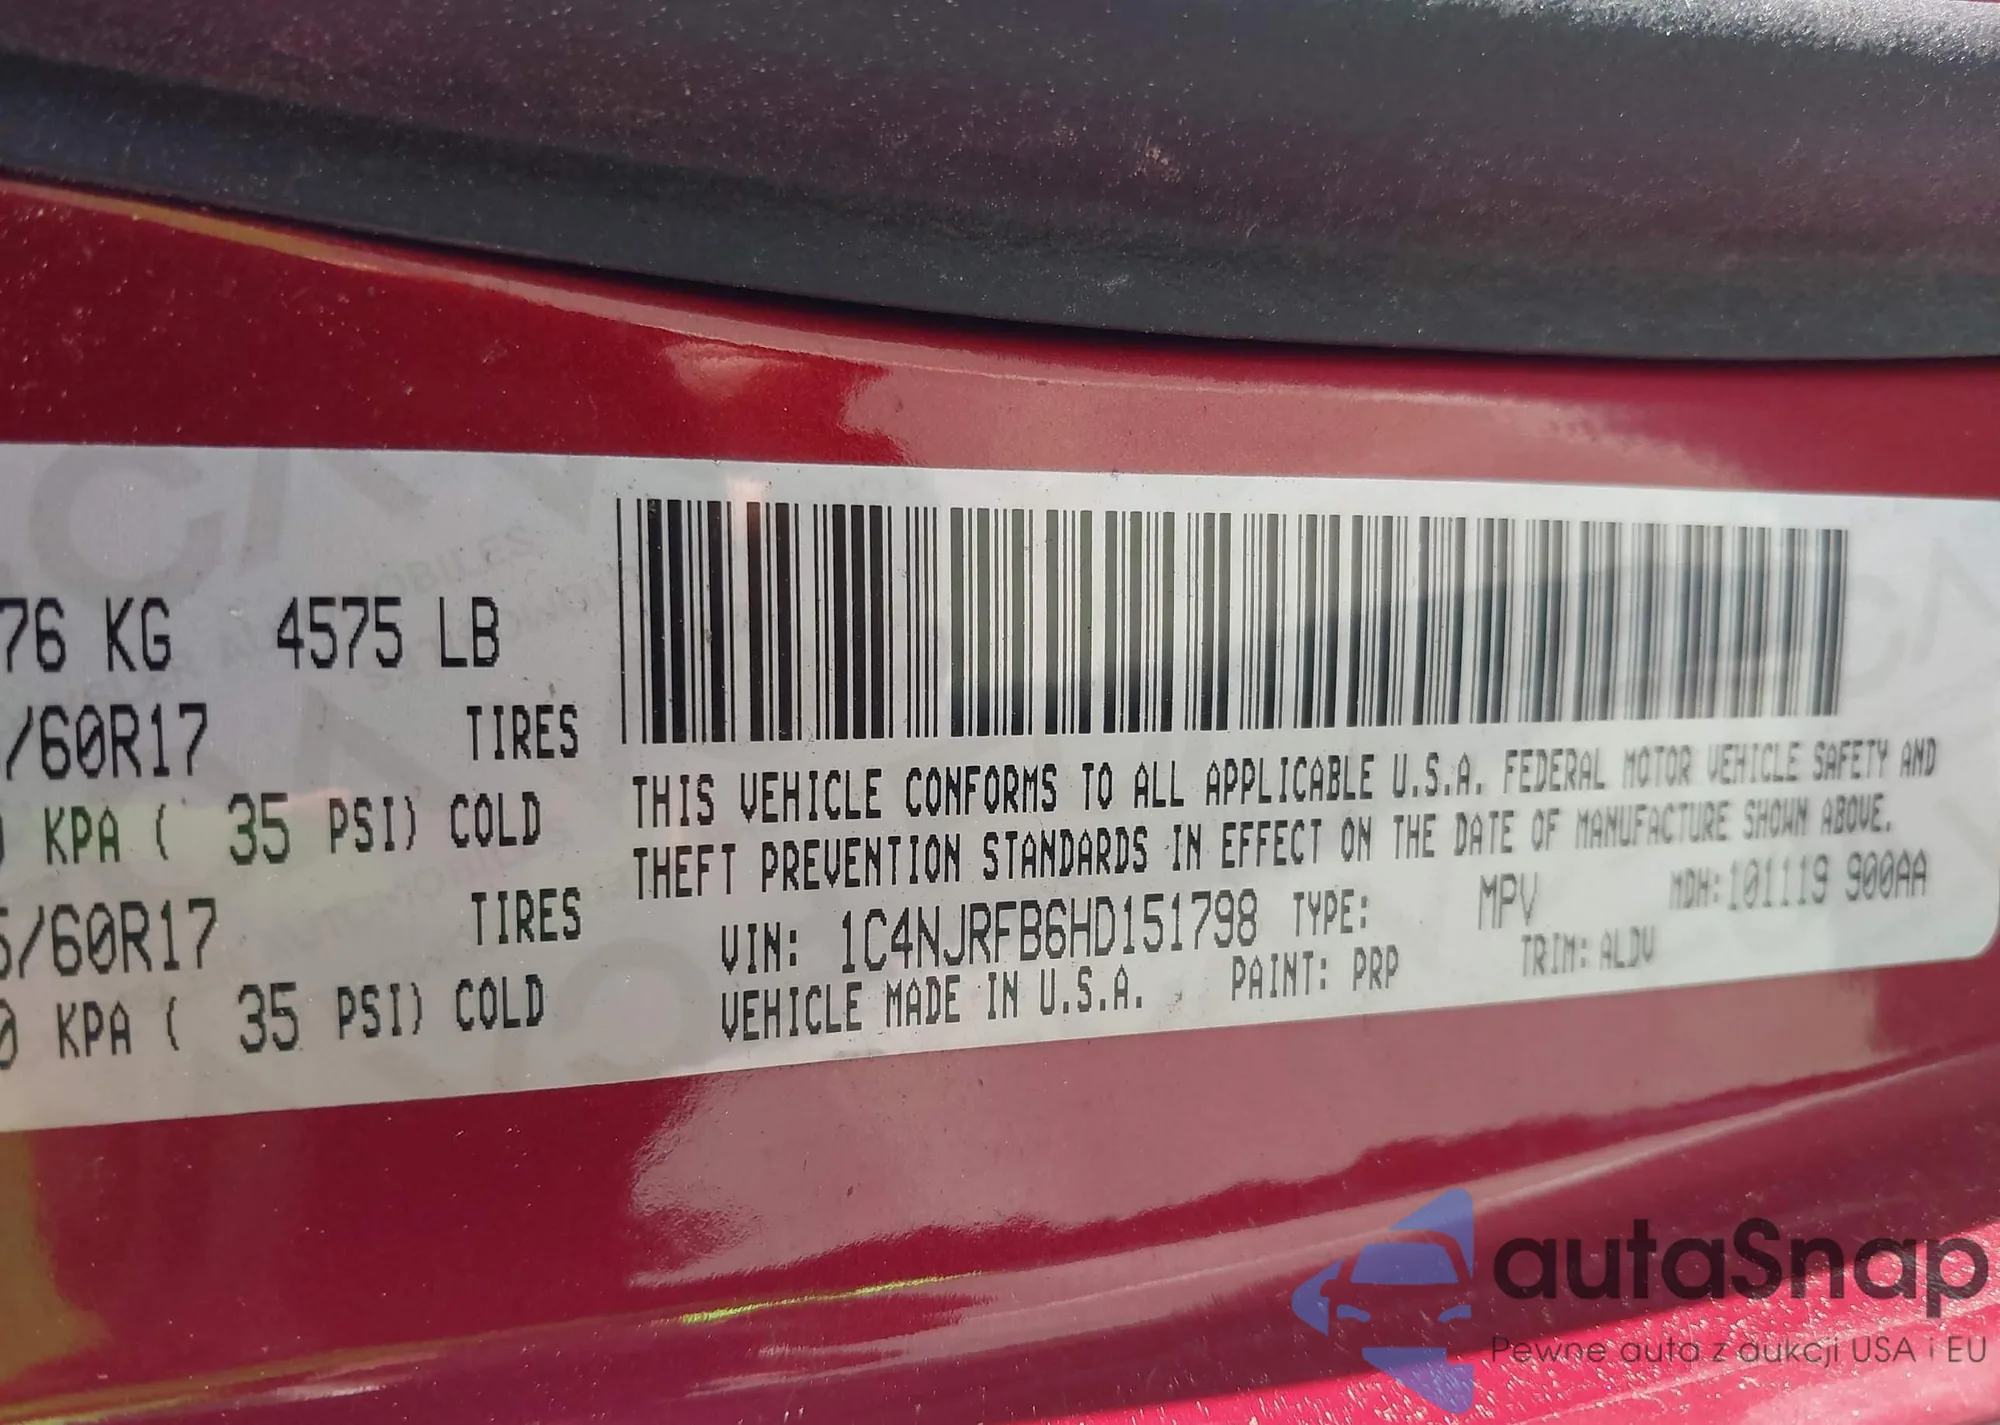 76 KG 4575 LB
/60R17 TIRES
0 KPA ( 35 PSI) COLD
5/60R17 TIRES
0 KPA ( 35 PSI) COLD
THIS VEHICLE CONFORMS TO ALL APPLICABLE U.S.A. FEDERAL MOTOR VEHICLE SAFETY AND
THEFT PREVENTION STANDARDS IN EFFECT ON THE DATE OF MANUFACTURE SHOWN ABOVE.
VIN: 1C4NJRFB6HD151798 TYPE: MPV MDH:101119 900AA
VEHICLE MADE IN U.S.A. PAINT: PRP TRIM: ALDV
autaSnap
Pewne auta z aukcji USA i EU